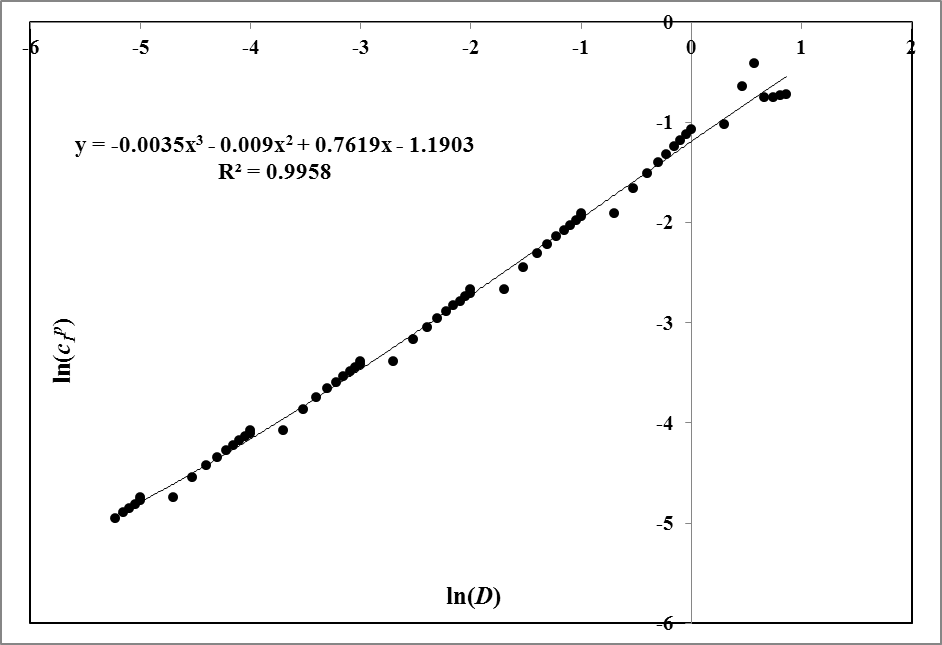 -0
-6 -5 -4 -3 -2 -1 0 1 2
y = -0.0035x³ - 0.009x² + 0.7619x - 1.1903
R² = 0.9958
-1
-2
-3
ln(c₁ᵖ)
-4
-5
ln(D)
-6